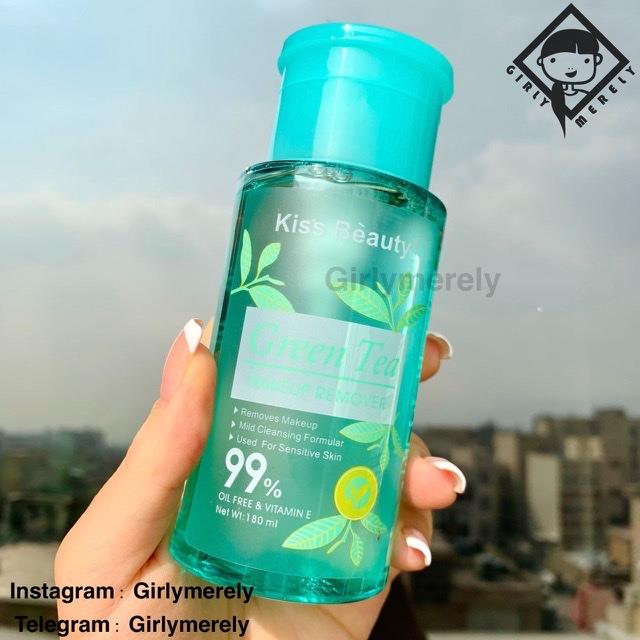 GIRLY MERELY
Kiss Beauty
Girlymerely
Green Tea
MAKEUP REMOVER
Removes Makeup
Mild Cleansing Formular
Used For Sensitive Skin
99%
OIL FREE & VITAMIN E
Net Wt: 180 ml
Instagram : Girlymerely
Telegram : Girlymerely